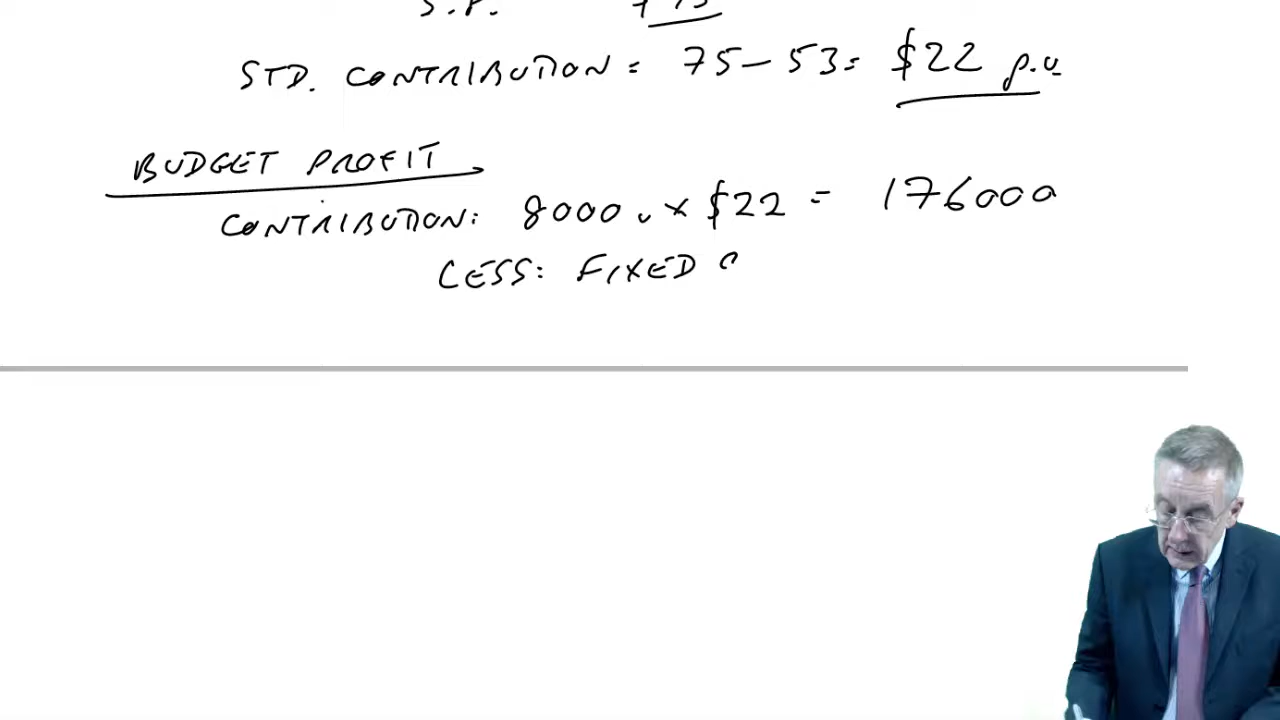 S.P.
STD. CONTRIBUTION = 75 - 53 = $22 p.u
BUDGET PROFIT
CONTRIBUTION: 8000 u x $22 = 176000
LESS: FIXED